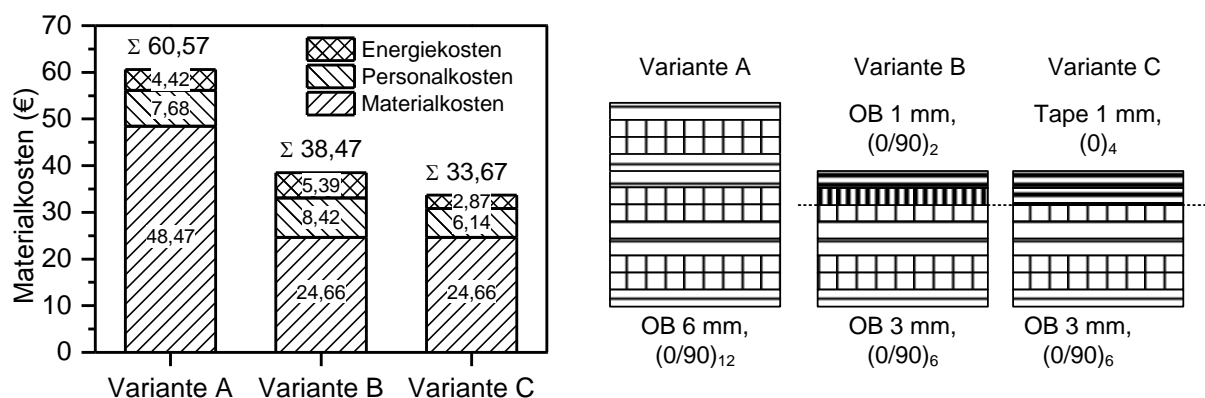 Materialkosten (€)
70
60
50
40
30
20
10
0
Σ 60,57
4,42
7,68
48,47
Σ 38,47
5,39
8,42
24,66
Σ 33,67
2,87
6,14
24,66
Energiekosten
Personalkosten
Materialkosten
Variante A
Variante B
Variante C
Variante A
OB 6 mm,
(0/90)₁₂
Variante B
OB 1 mm,
(0/90)₂
OB 3 mm,
(0/90)₆
Variante C
Tape 1 mm,
(0)₄
OB 3 mm,
(0/90)₆